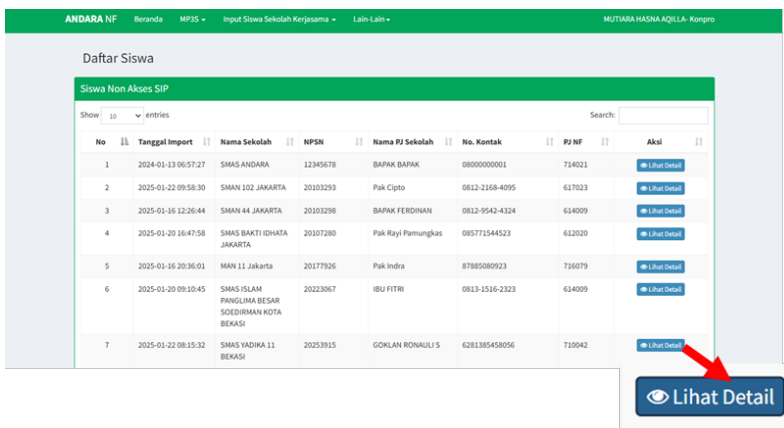 ANDARA NF Beranda MP3S Input Siswa Sekolah Kerjasama Lain-Lain MUTIARA HASNA AQILLA- Konpro
Daftar Siswa
Siswa Non Akses SIP
Show 10 entries Search:
No Tanggal Import Nama Sekolah NPSN Nama PJ Sekolah No. Kontak PJ NF Aksi
1 2024-01-13 06:57:27 SMAS ANDARA 12345678 BAPAK BAPAK 08000000001 714021 Lihat Detail
2 2025-01-22 09:58:30 SMAN 102 JAKARTA 20103293 Pak Cipto 0812-2168-4095 617023 Lihat Detail
3 2025-01-16 12:26:44 SMAN 44 JAKARTA 20103298 BAPAK FERDINAN 0812-9542-4324 614009 Lihat Detail
4 2025-01-20 16:47:58 SMAS BAKTI IDHATA 20107280 Pak Rayi Pamungkas 085771544523 612020 Lihat Detail
JAKARTA
5 2025-01-16 20:36:01 MAN 11 Jakarta 20177926 Pak Indra 87885080923 716079 Lihat Detail
6 2025-01-20 09:10:45 SMAS ISLAM 20223067 IBU FITRI 0813-1516-2323 614009 Lihat Detail
PANGLIMA BESAR
SOEDIRMAN KOTA
BEKASI
7 2025-01-22 08:15:32 SMAS YADIKA 11 20253915 GOKLAN RONAULI S 6281385458056 710042 Lihat Detail
BEKASI
Lihat Detail